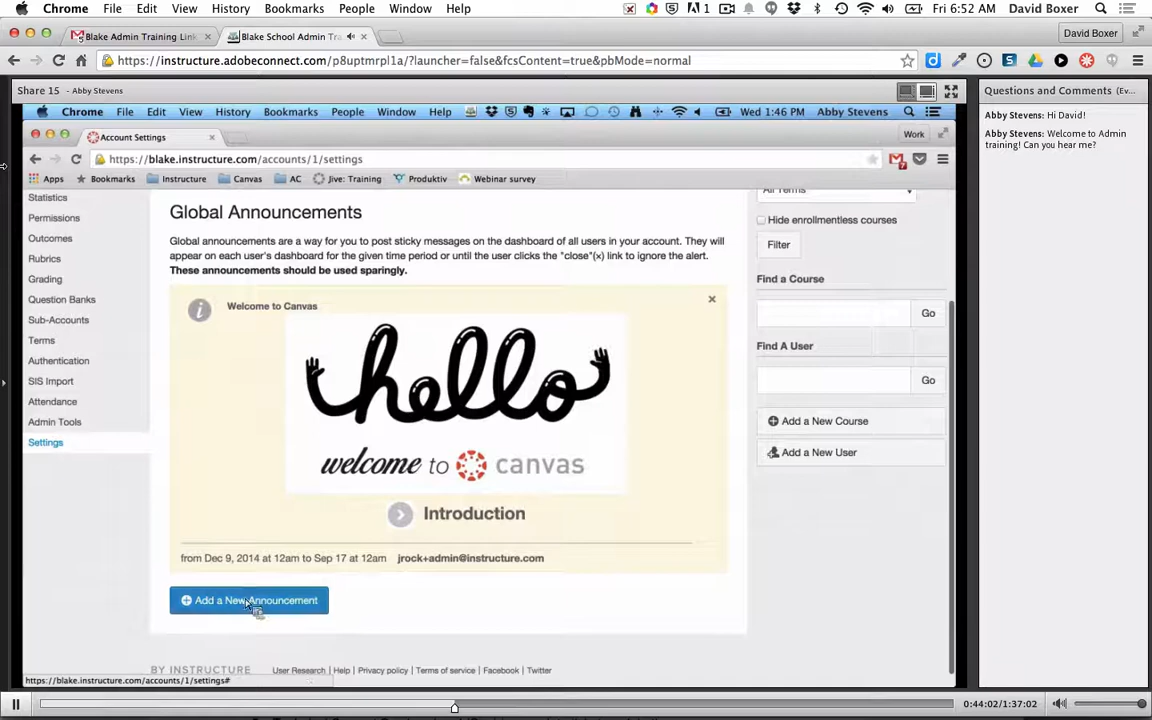 Chrome File Edit View History Bookmarks People Window Help 1 Fri 6:52 AM David Boxer
Blake Admin Training Link × Blake School Admin Tra × David Boxer
https://instructure.adobeconnect.com/p8uptmrpl1a/?launcher=false&fcsContent=true&pbMode=normal
Share 15 - Abby Stevens
Questions and Comments (Ev...
Chrome File Edit View History Bookmarks People Window Help Wed 1:46 PM Abby Stevens
Abby Stevens: Hi David!
Abby Stevens: Welcome to Admin
training! Can you hear me?
Account Settings × Work
https://blake.instructure.com/accounts/1/settings
Apps Bookmarks Instructure Canvas AC Jive: Training Produktiv Webinar survey
Statistics
Permissions
Outcomes
Rubrics
Grading
Question Banks
Sub-Accounts
Terms
Authentication
SIS Import
Attendance
Admin Tools
Settings
Global Announcements
Global announcements are a way for you to post sticky messages on the dashboard of all users in your account. They will
appear on each user's dashboard for the given time period or until the user clicks the "close"(×) link to ignore the alert.
These announcements should be used sparingly.
Welcome to Canvas ×
hello
welcome to canvas
Introduction
from Dec 9, 2014 at 12am to Sep 17 at 12am jrock+admin@instructure.com
Add a New Announcement
All Terms
Hide enrollmentless courses
Filter
Find a Course
Go
Find A User
Go
Add a New Course
Add a New User
BY INSTRUCTURE User Research | Help | Privacy policy | Terms of service | Facebook | Twitter
https://blake.instructure.com/accounts/1/settings#
0:44:02/1:37:02